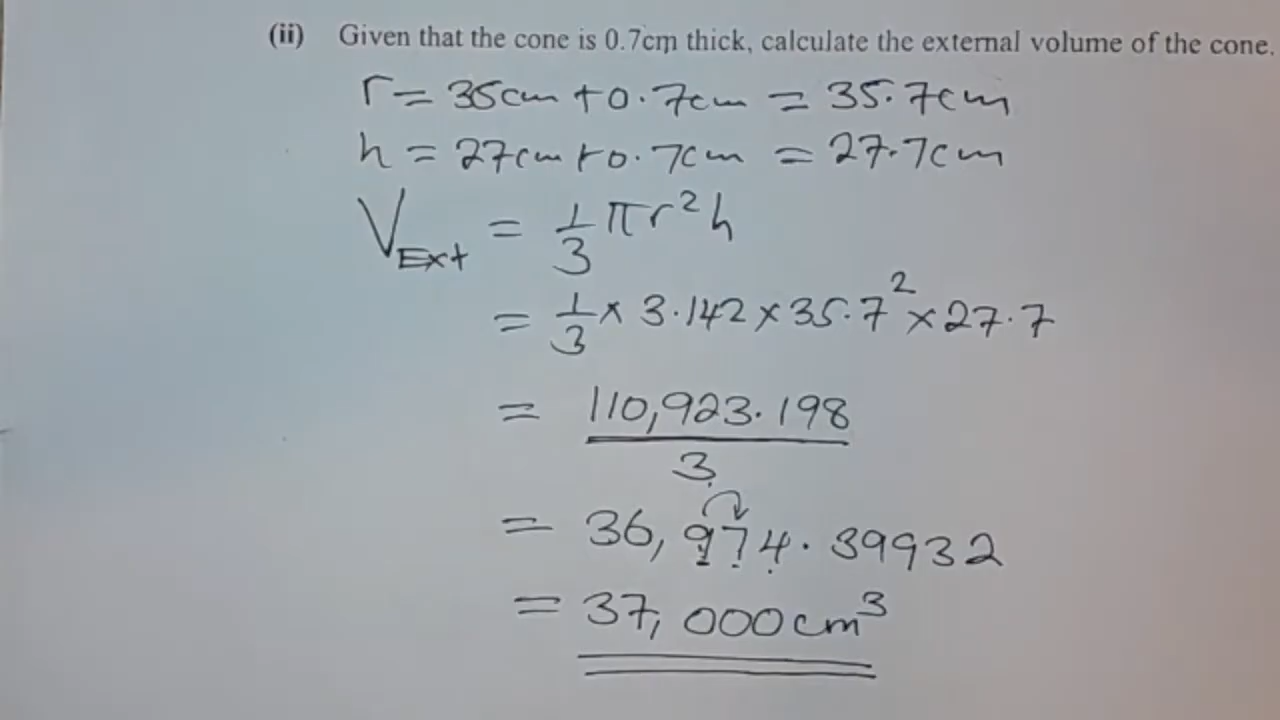 (ii) Given that the cone is 0.7cm thick, calculate the external volume of the cone.
r = 35cm + 0.7cm = 35.7cm
h = 27cm + 0.7cm = 27.7cm
V_Ext = 1/3 πr²h
= 1/3 × 3.142 × 35.7² × 27.7
= 110,923.198
3
= 36,974.39932
= 37,000cm³